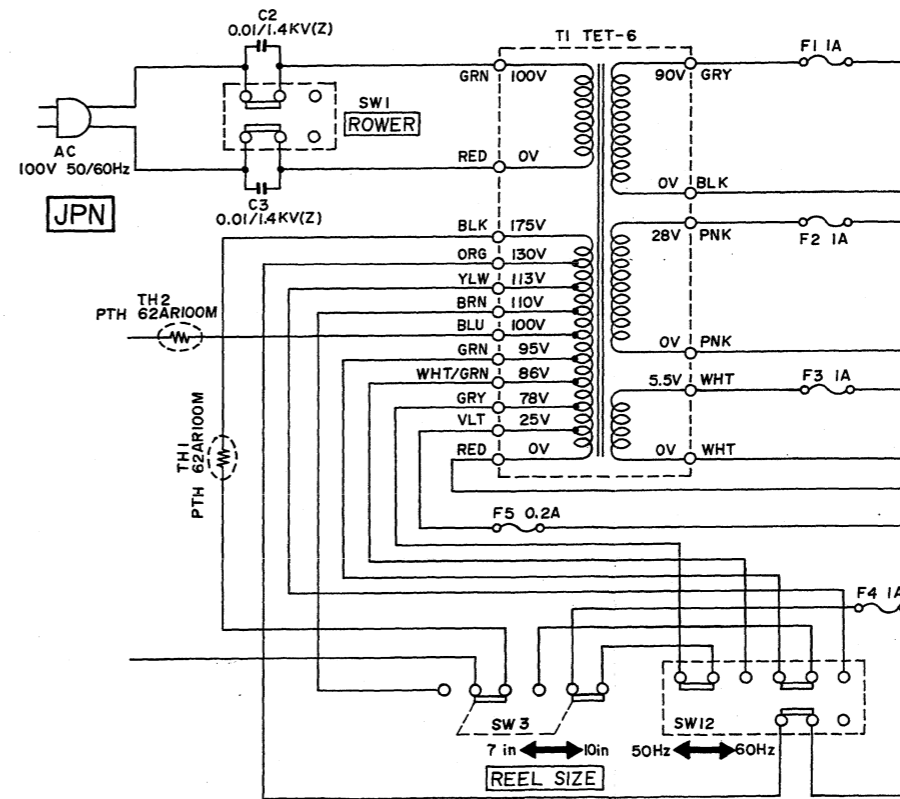 C2
0.01/1.4KV(Z)
SW1
ROWER
AC
100V 50/60Hz
JPN
C3
0.01/1.4KV(Z)
T1 TET-6
GRN 100V
RED 0V
BLK 175V
ORG 130V
YLW 113V
BRN 110V
BLU 100V
GRN 95V
WHT/GRN 86V
GRY 78V
VLT 25V
RED 0V
90V GRY
0V BLK
28V PNK
0V PNK
5.5V WHT
0V WHT
F1 1A
F2 1A
F3 1A
TH2
PTH 62AR100M
TH1
PTH 62AR100M
F5 0.2A
F4 1A
SW3
7 in 10in
REEL SIZE
SW12
50Hz 60Hz